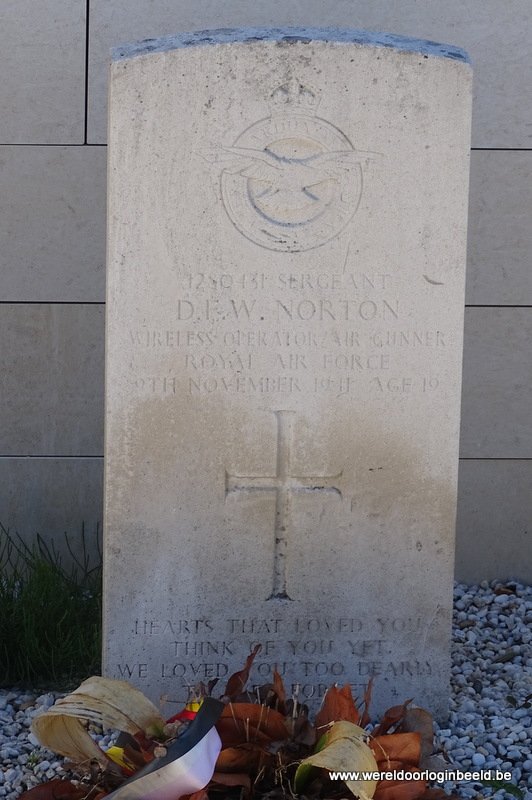 SERGEANT
D.F.W. NORTON
WIRELESS OPERATOR/AIR GUNNER
ROYAL AIR FORCE
9TH NOVEMBER 1941 AGE 19
HEARTS THAT LOVED YOU
THINK OF YOU YET.
WE LOVED YOU TOO DEARLY
TO
www.wereldoorloginbeeld.be